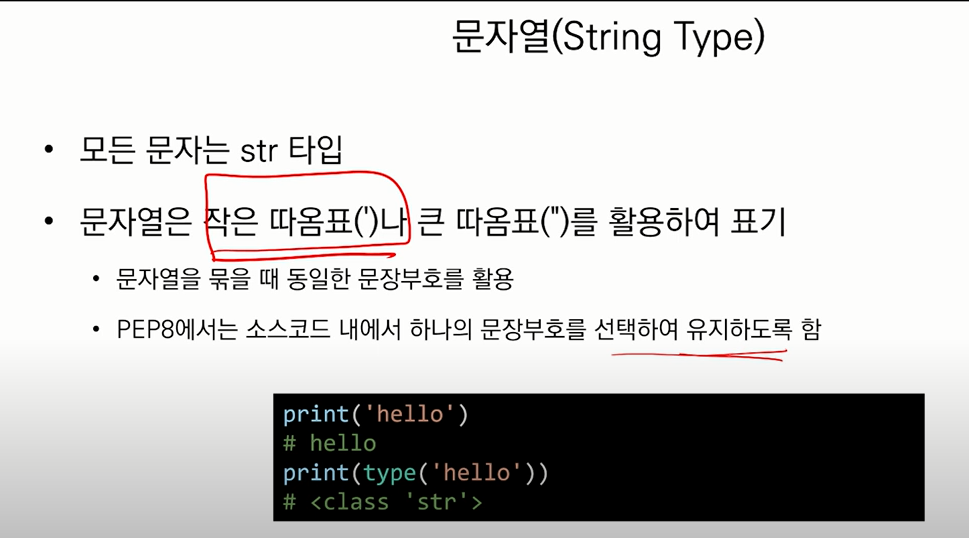 문자열(String Type)
• 모든 문자는 str 타입
• 문자열은 작은 따옴표(')나 큰 따옴표(")를 활용하여 표기
• 문자열을 묶을 때 동일한 문장부호를 활용
• PEP8에서는 소스코드 내에서 하나의 문장부호를 선택하여 유지하도록 함
print('hello')
# hello
print(type('hello'))
# <class 'str'>